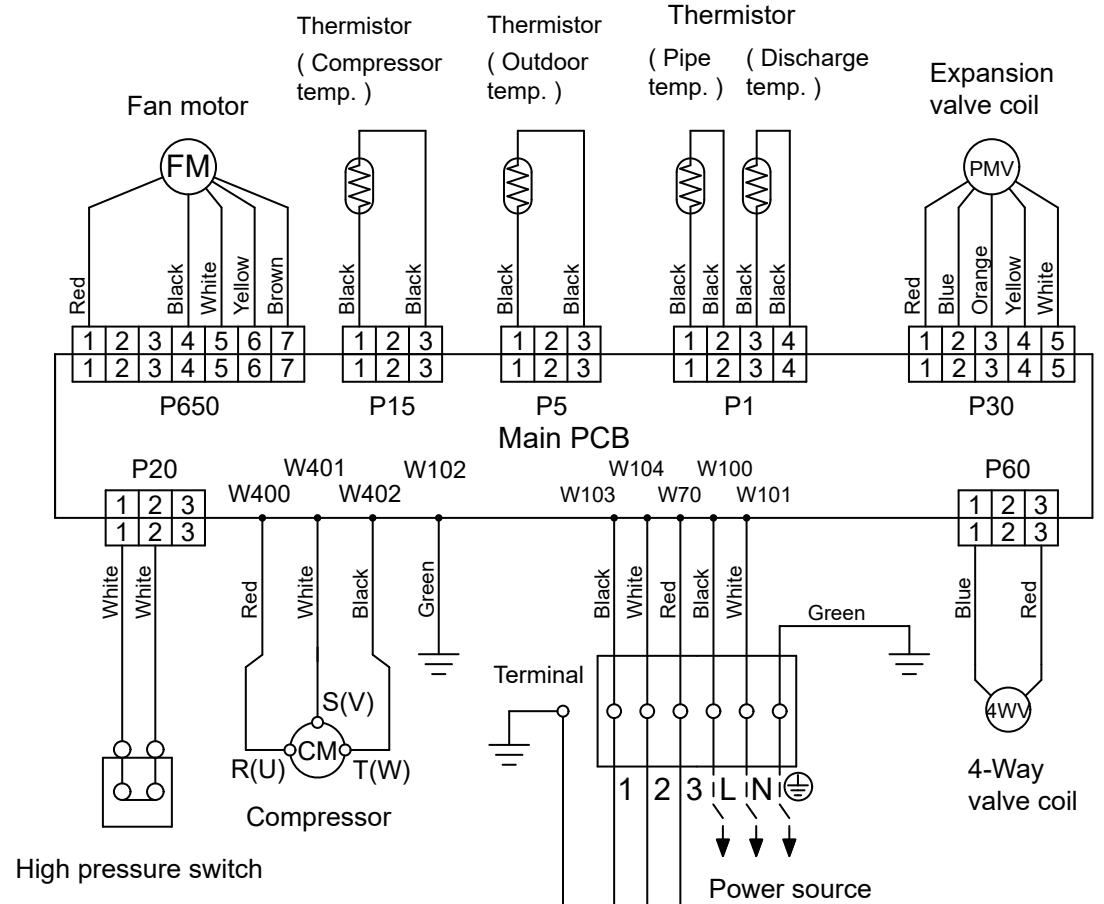 Thermistor
( Compressor
temp. )
Thermistor
( Outdoor
temp. )
Thermistor
( Pipe
temp. )
( Discharge
temp. )
Expansion
valve coil
Fan motor
FM
PMV
Red
Black
White
Yellow
Brown
Black
Black
Black
Black
Black
Black
Black
Black
Red
Blue
Orange
Yellow
White
1 2 3 4 5 6 7
1 2 3 4 5 6 7
P650
1 2 3
1 2 3
P15
1 2 3
1 2 3
P5
1 2 3 4
1 2 3 4
P1
1 2 3 4 5
1 2 3 4 5
P30
Main PCB
P20
1 2 3
1 2 3
W400
W401
W402
W102
W103
W104
W70
W100
W101
P60
1 2 3
1 2 3
White
White
Red
White
Black
Green
Black
White
Red
Black
White
Green
Blue
Red
Terminal
S(V)
CM
R(U)
T(W)
Compressor
1 2 3 L N
4WV
4-Way
valve coil
High pressure switch
Power source